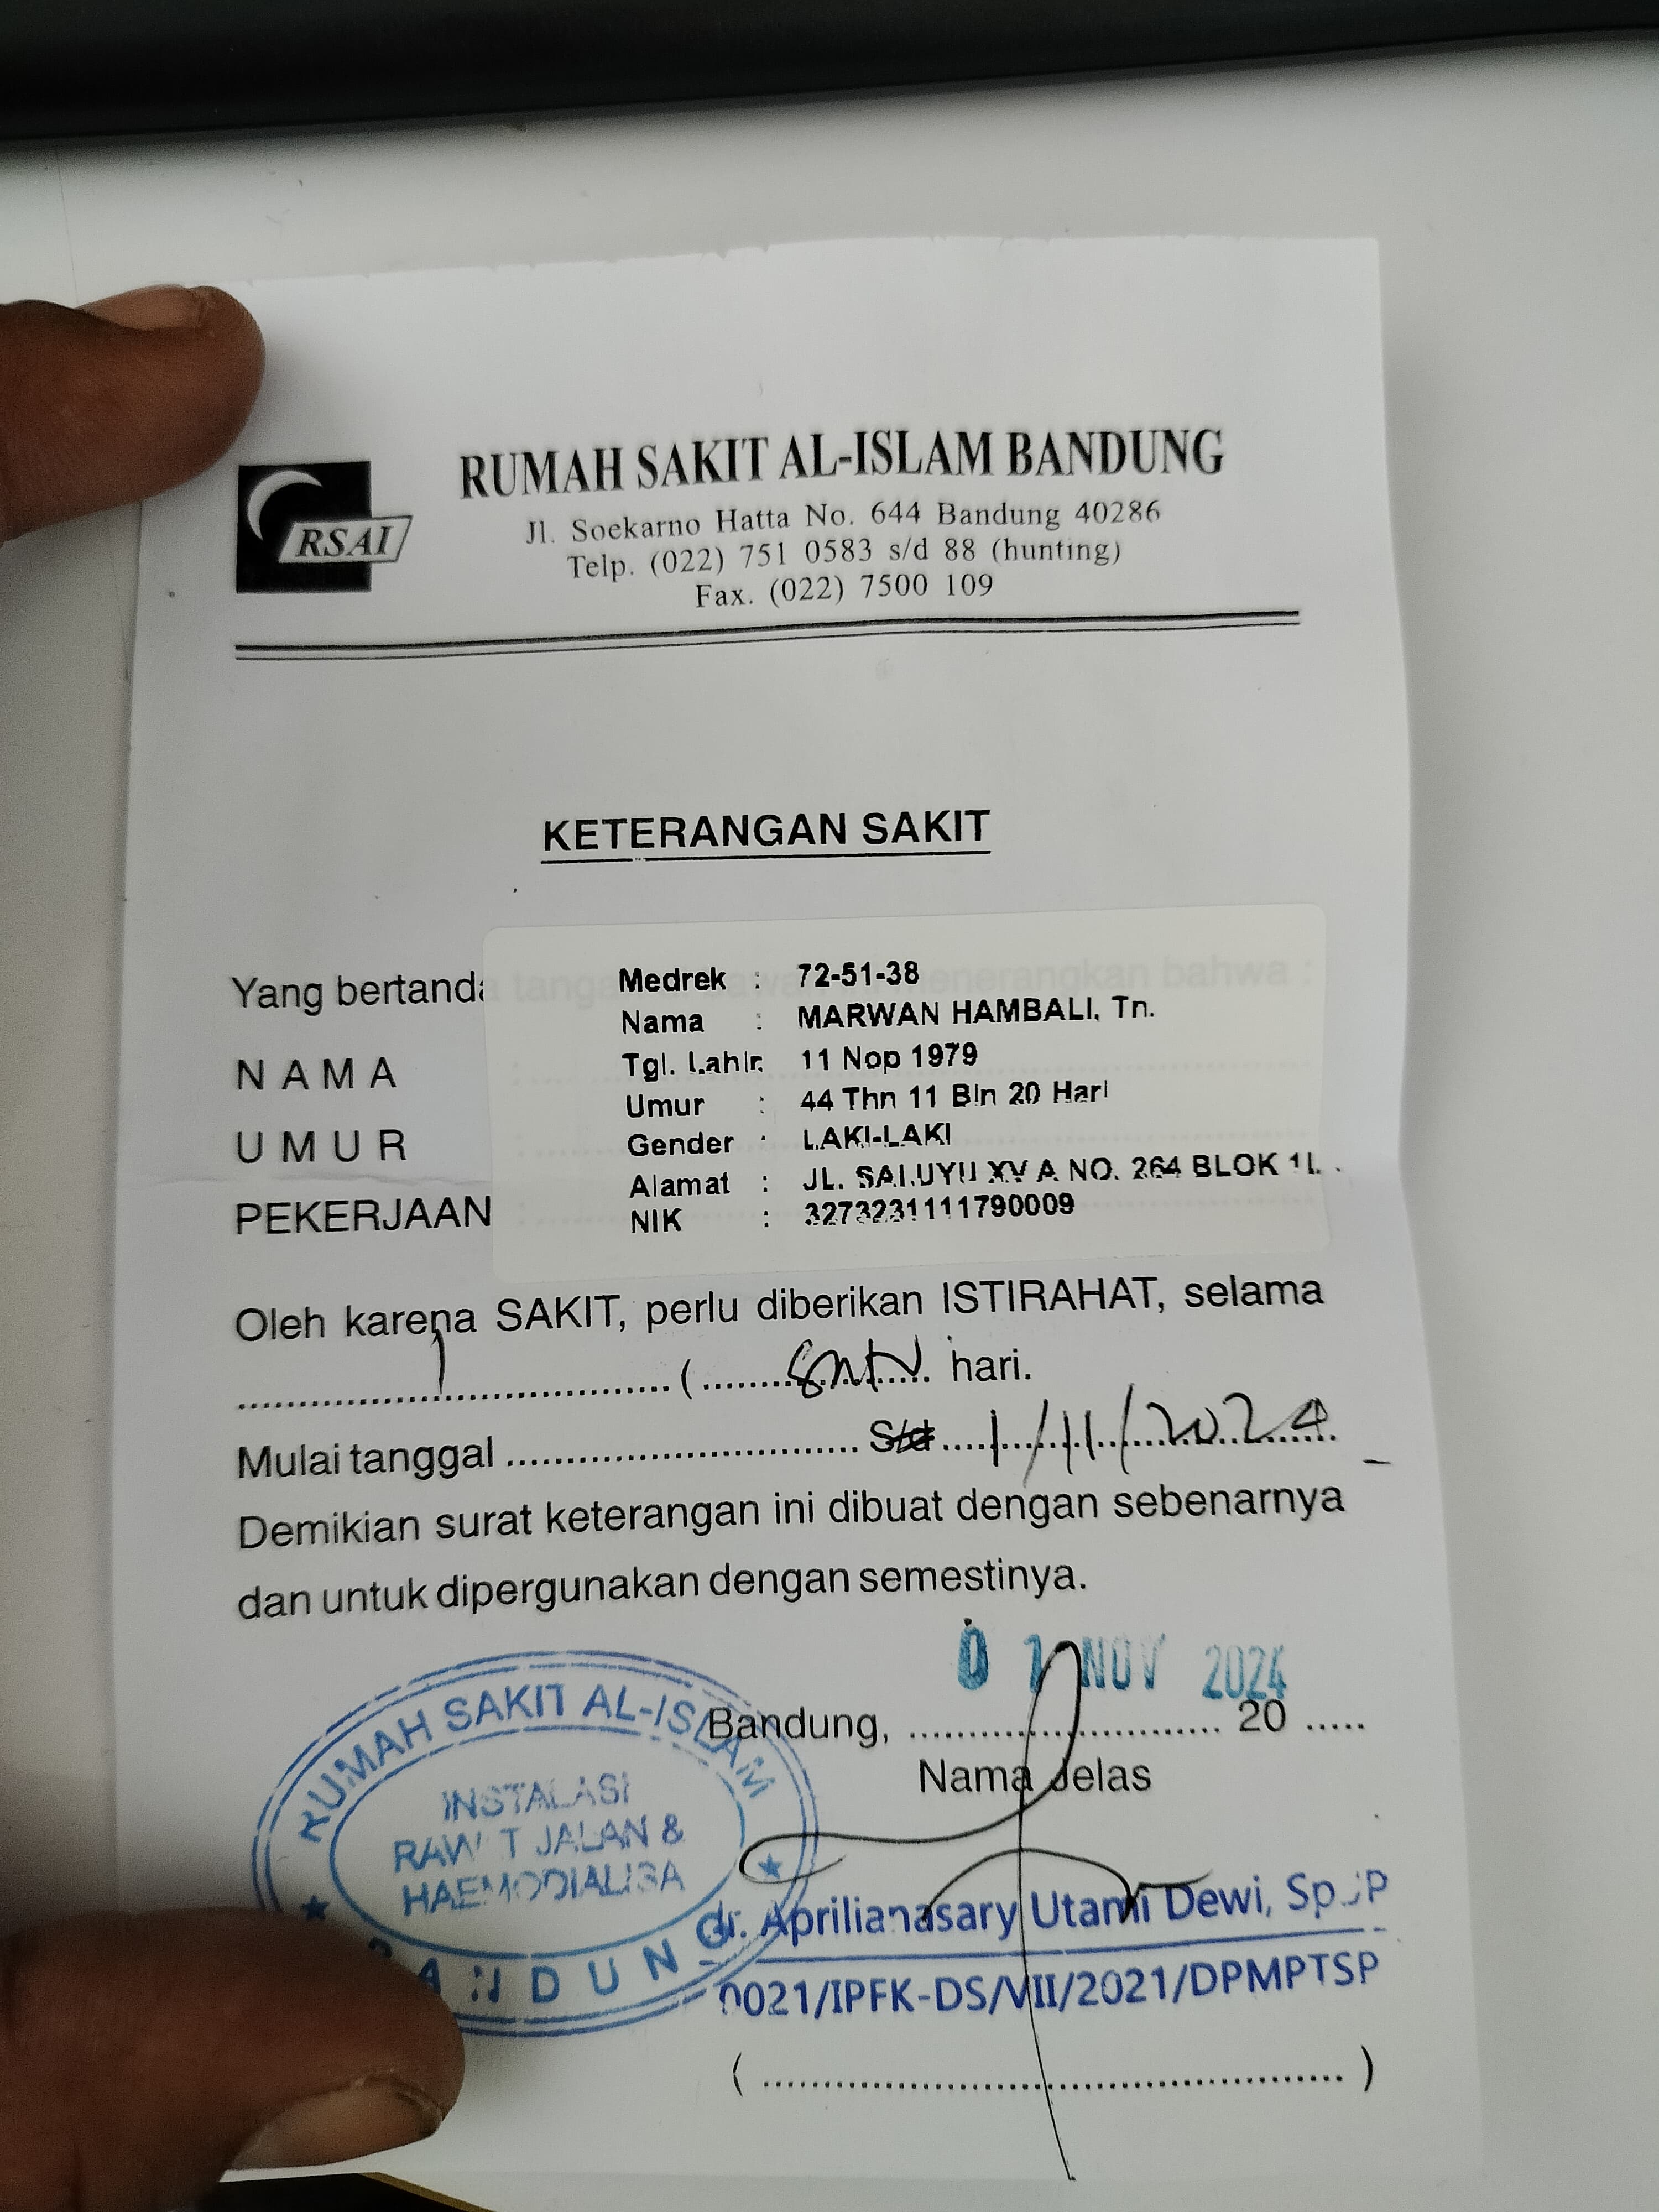 RUMAH SAKIT AL-ISLAM BANDUNG
RSAI
Jl. Soekarno Hatta No. 644 Bandung 40286
Telp. (022) 751 0583 s/d 88 (hunting)
Fax. (022) 7500 109
KETERANGAN SAKIT
Yang bertanda tangan menerangkan bahwa :
Medrek : 72-51-38
Nama : MARWAN HAMBALI, Tn.
Tgl. Lahir : 11 Nop 1979
Umur : 44 Thn 11 Bln 20 Hari
Gender : LAKI-LAKI
Alamat : JL. SALUYU XV A NO. 264 BLOK 1L
NIK : 3273231111790009
NAMA
UMUR
PEKERJAAN
Oleh karena SAKIT, perlu diberikan ISTIRAHAT, selama
1 ( hari.
Mulai tanggal s/d 1/11/2024
Demikian surat keterangan ini dibuat dengan sebenarnya
dan untuk dipergunakan dengan semestinya.
01 NOV 2024
Bandung, 20
Nama Jelas
RUMAH SAKIT AL-ISLAM
INSTALASI
RAWAT JALAN &
HAEMODIALISA
BANDUNG
dr. Aprilianasary Utami Dewi, SpJP
0021/IPFK-DS/VII/2021/DPMPTSP
( )